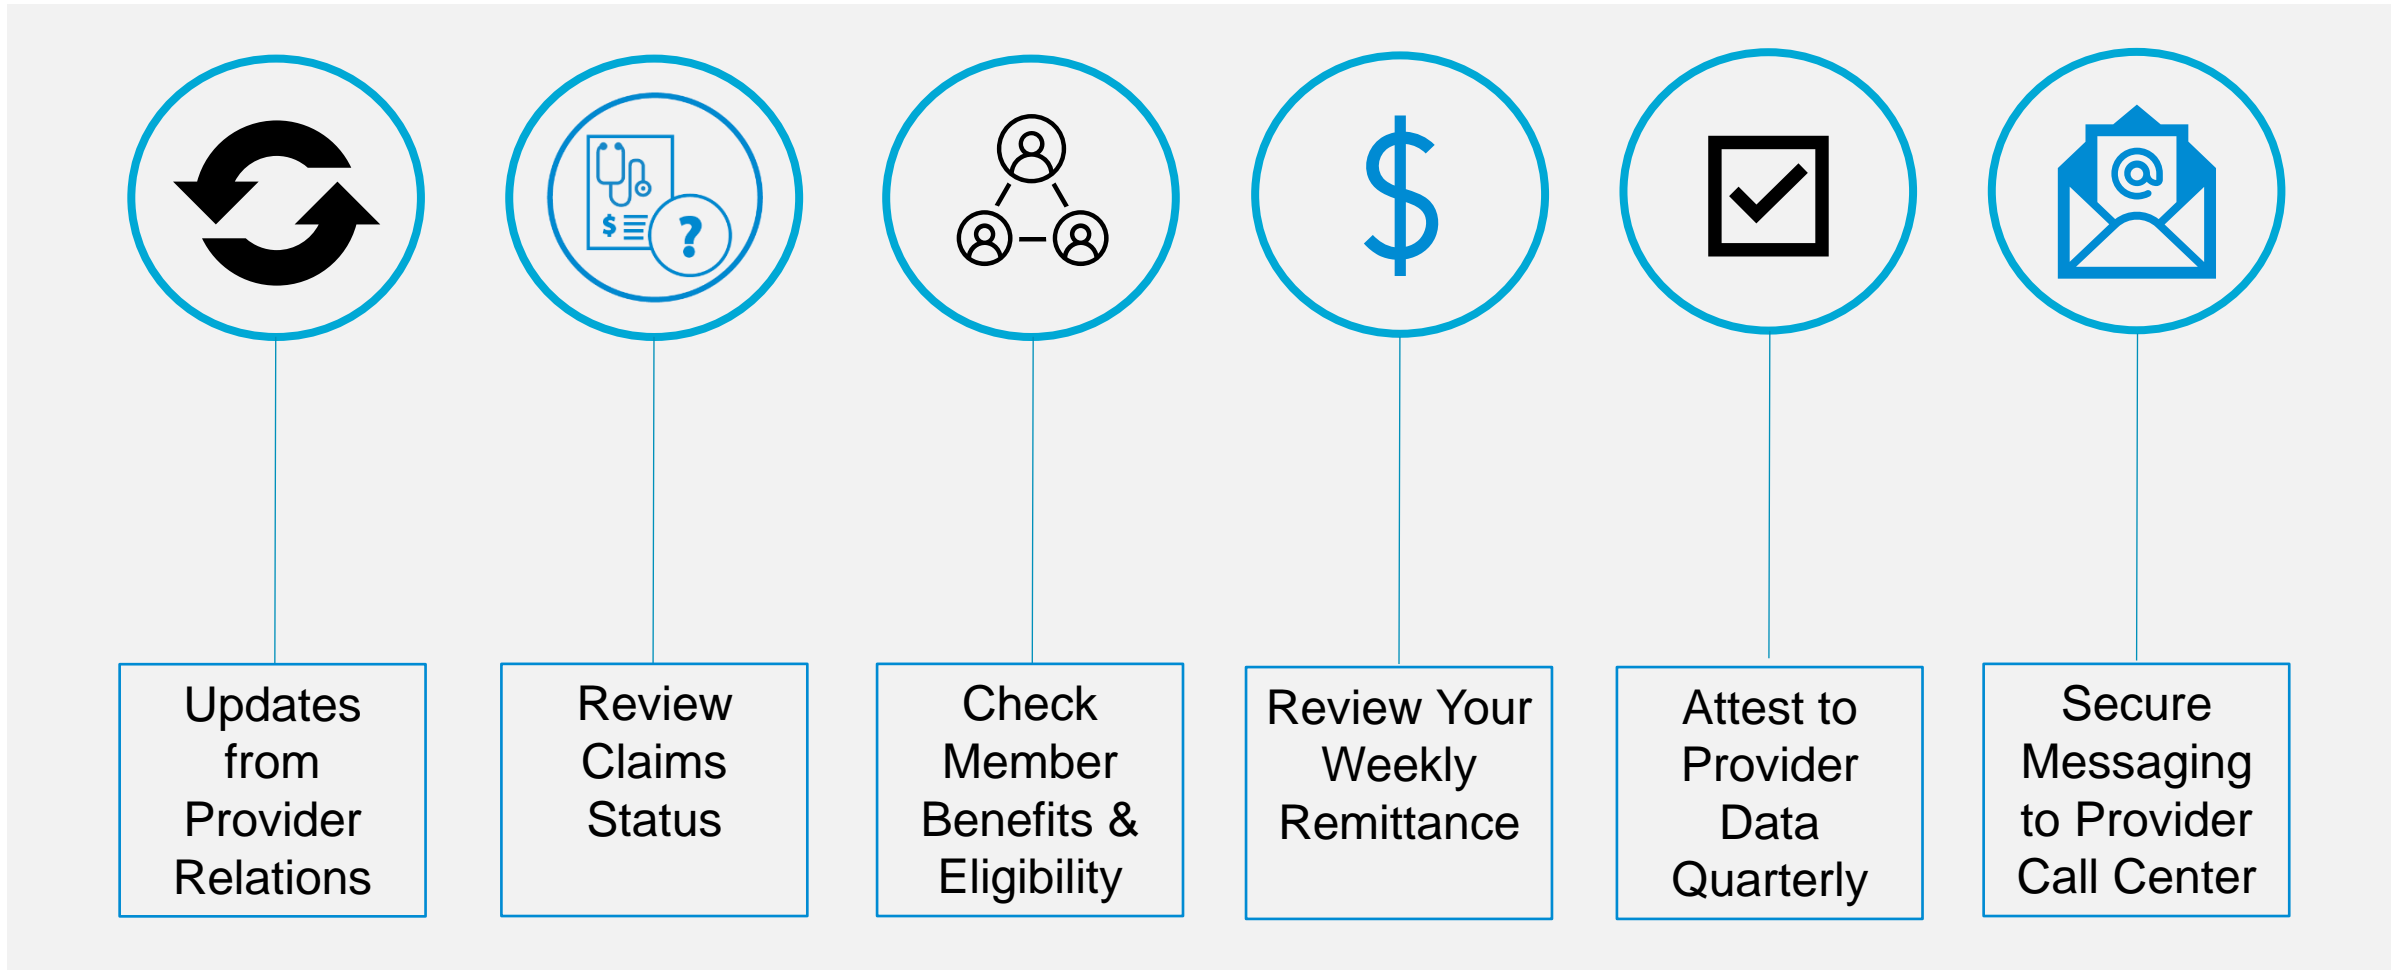 $
?
$
@
Updates
from
Provider
Relations
Review
Claims
Status
Check
Member
Benefits &
Eligibility
Review Your
Weekly
Remittance
Attest to
Provider
Data
Quarterly
Secure
Messaging
to Provider
Call Center